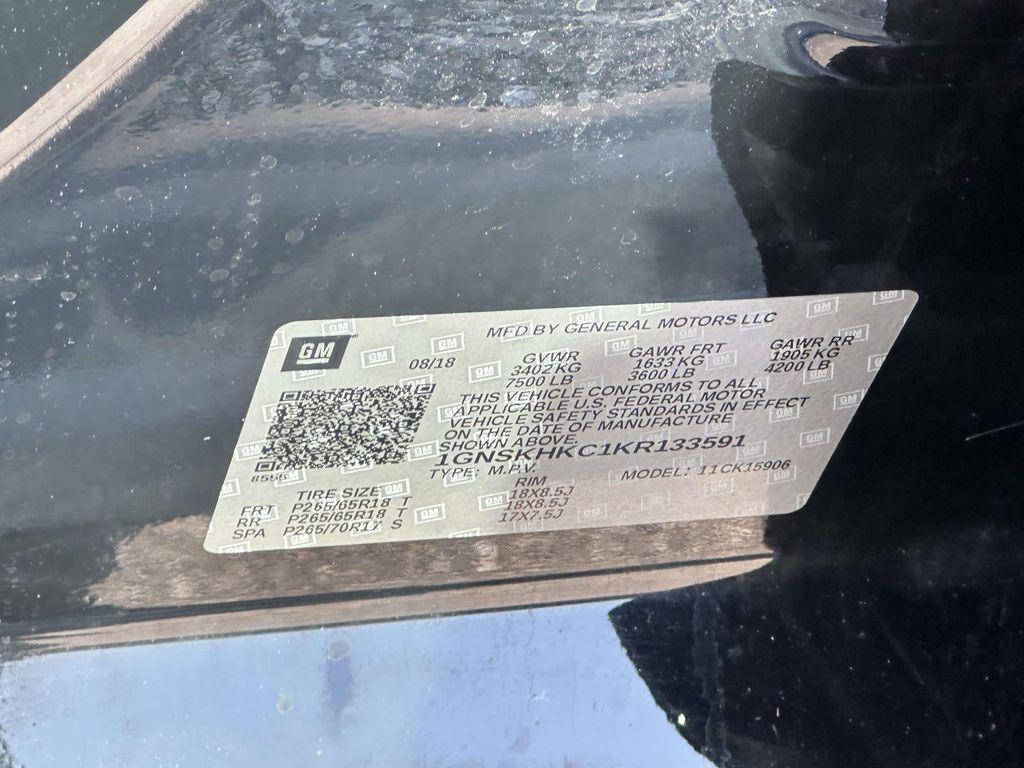 GM
MFD BY GENERAL MOTORS LLC
08/18 GVWR GAWR FRT GAWR RR
3402 KG 1633 KG 1905 KG
7500 LB 3600 LB 4200 LB
THIS VEHICLE CONFORMS TO ALL
APPLICABLE U.S. FEDERAL MOTOR
VEHICLE SAFETY STANDARDS IN EFFECT
ON THE DATE OF MANUFACTURE
SHOWN ABOVE.
1GNSKHKC1KR133591
TYPE: M.P.V. MODEL: 11CK15906
TIRE SIZE RIM
FRT P265/65R18 T 18X8.5J
RR P265/65R18 T 18X8.5J
SPA P265/70R17 S 17X7.5J